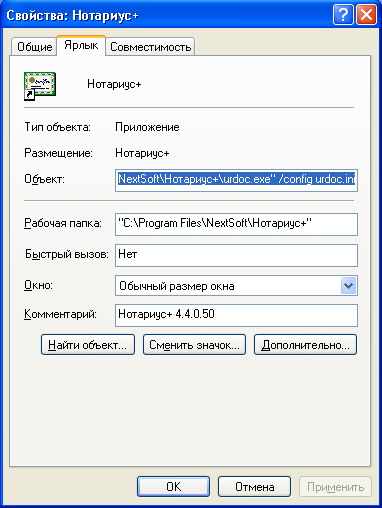 Свойства: Нотариус+
Общие Ярлык Совместимость
Нотариус+
Тип объекта: Приложение
Размещение: Нотариус+
Объект: NextSoft\Нотариус+\urdoc.exe" /config urdoc.ini
Рабочая папка: "C:\Program Files\NextSoft\Нотариус+"
Быстрый вызов: Нет
Окно: Обычный размер окна
Комментарий: Нотариус+ 4.4.0.50
Найти объект... Сменить значок... Дополнительно...
ОК Отмена Применить